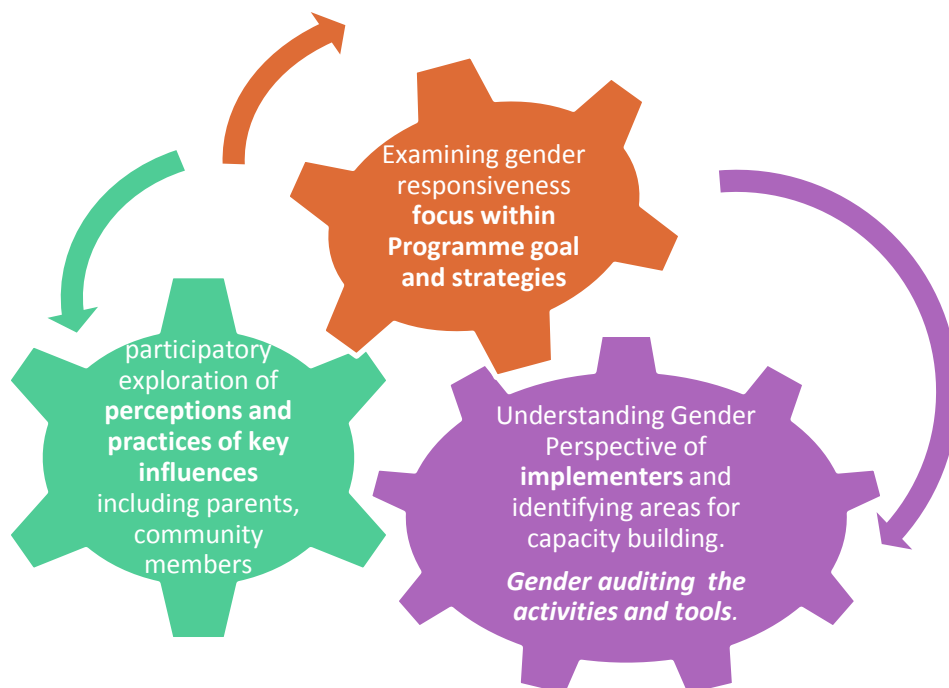 Examining gender
responsiveness
focus within
Programme goal
and strategies
participatory
exploration of
perceptions and
practices of key
influences
including parents,
community
members
Understanding Gender
Perspective of
implementers and
identifying areas for
capacity building.
Gender auditing the
activities and tools.